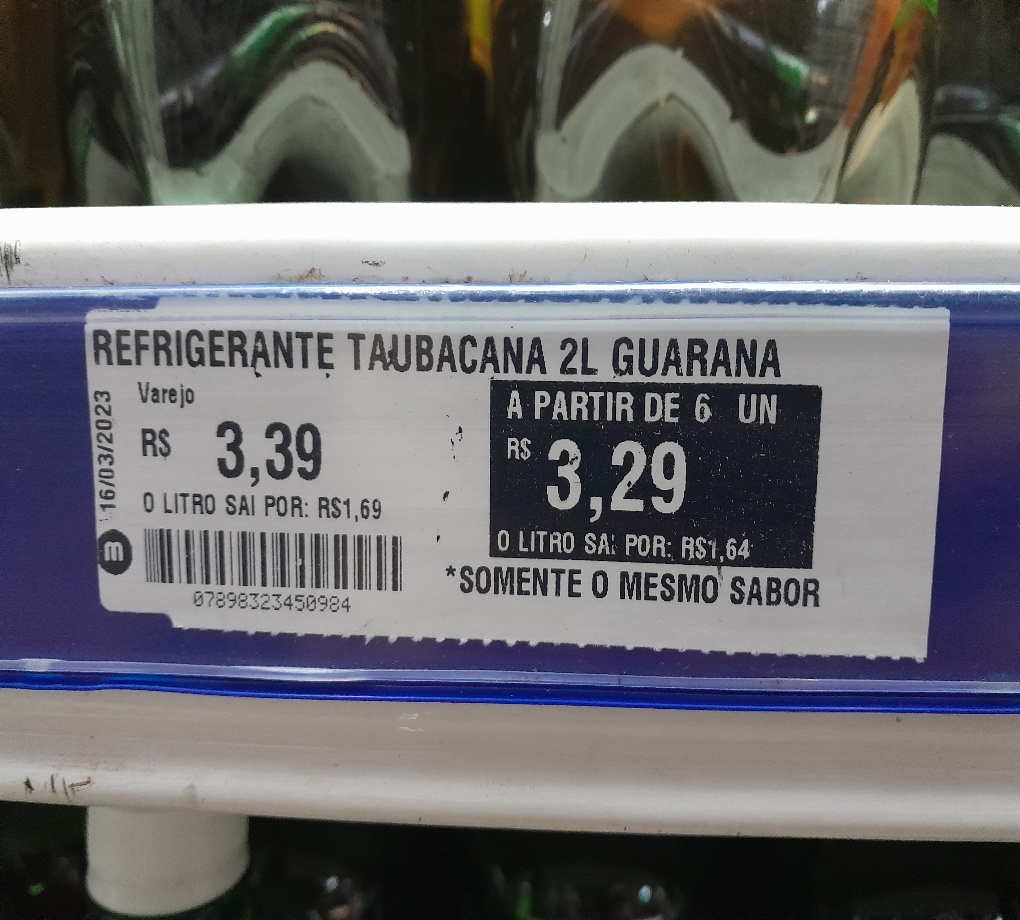 REFRIGERANTE TAUBACANA 2L GUARANA
16/03/2023
m
Varejo
R$ 3,39
O LITRO SAI POR: R$1,69
07898323450984
A PARTIR DE 6 UN
R$ 3,29
O LITRO SAI POR: R$1,64
*SOMENTE O MESMO SABOR